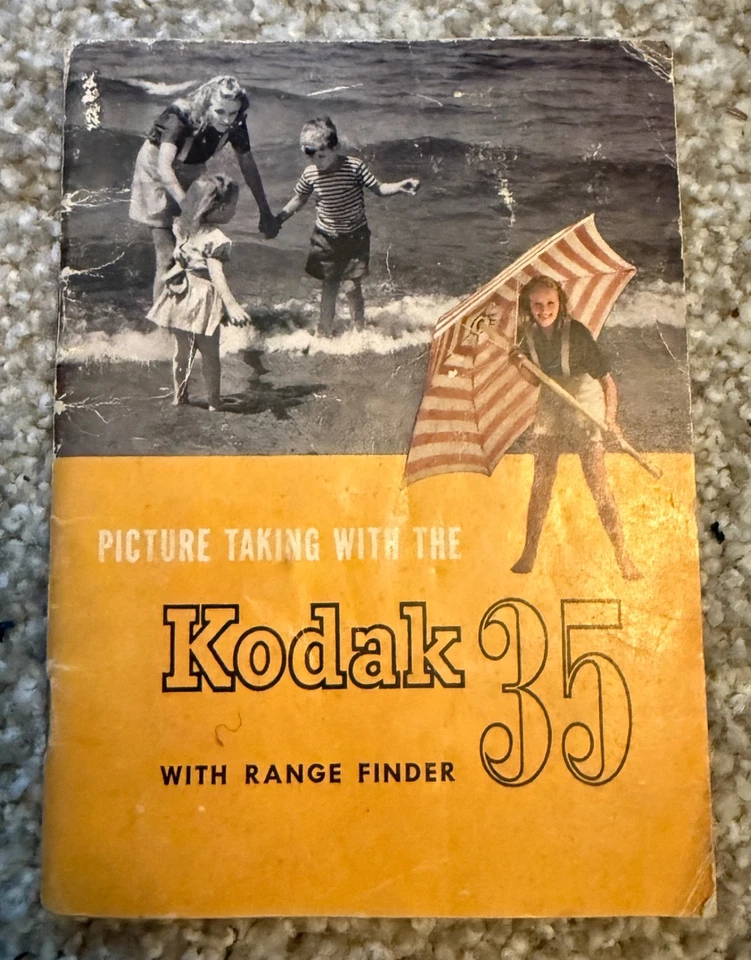 PICTURE TAKING WITH THE
Kodak 35
WITH RANGE FINDER